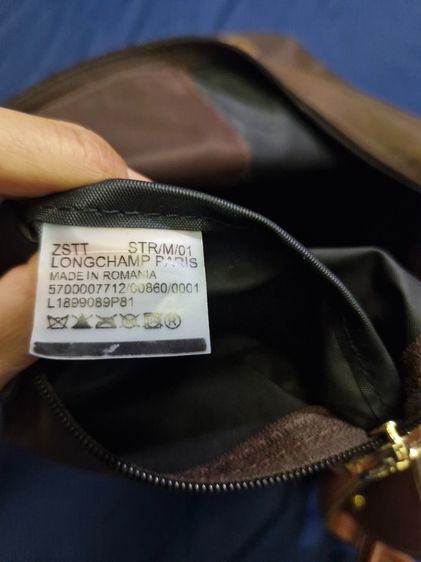 ZSTT STR/M/01
LONGCHAMP PARIS
MADE IN ROMANIA
5700007712/00860/0001
L1899089P81